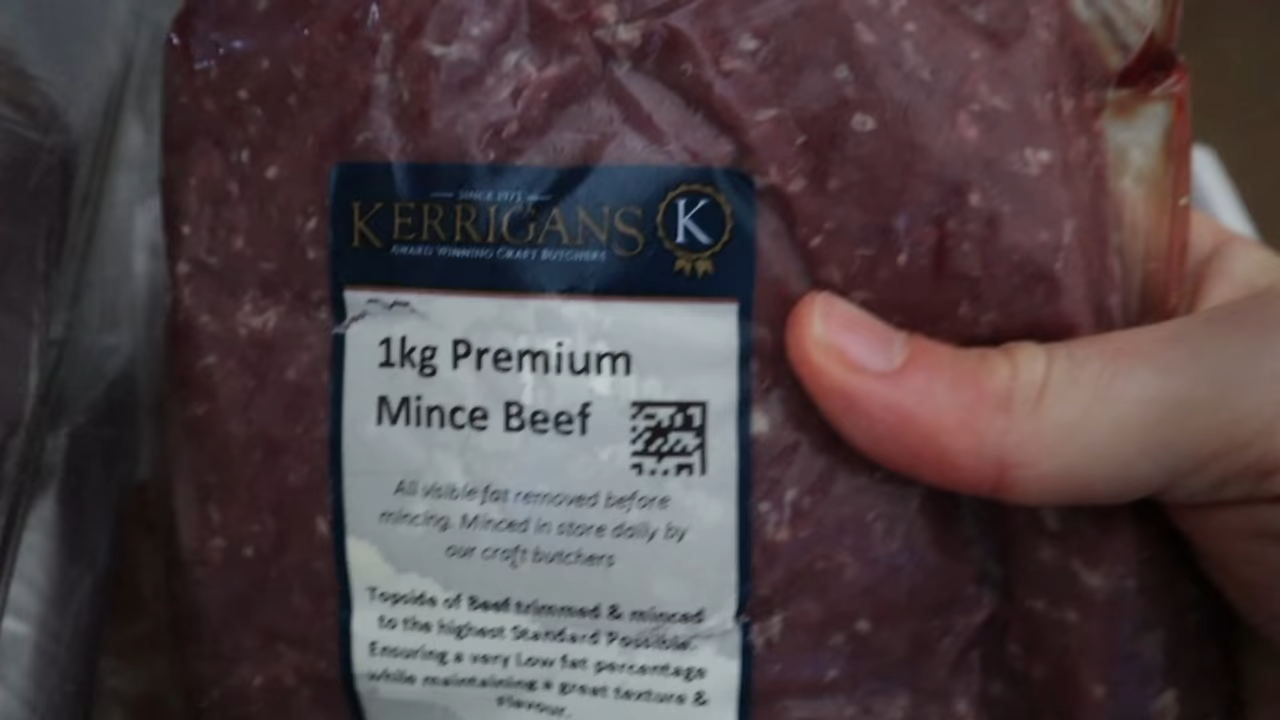 SINCE 1973
KERRIGANS
K
AWARD WINNING CRAFT BUTCHERS
1kg Premium
Mince Beef
All visible fat removed before
mincing. Minced in store daily by
our craft butchers
Topside of Beef trimmed & minced
to the highest Standard Possible.
Ensuring a very Low fat percentage
while maintaining a great texture &
flavour.